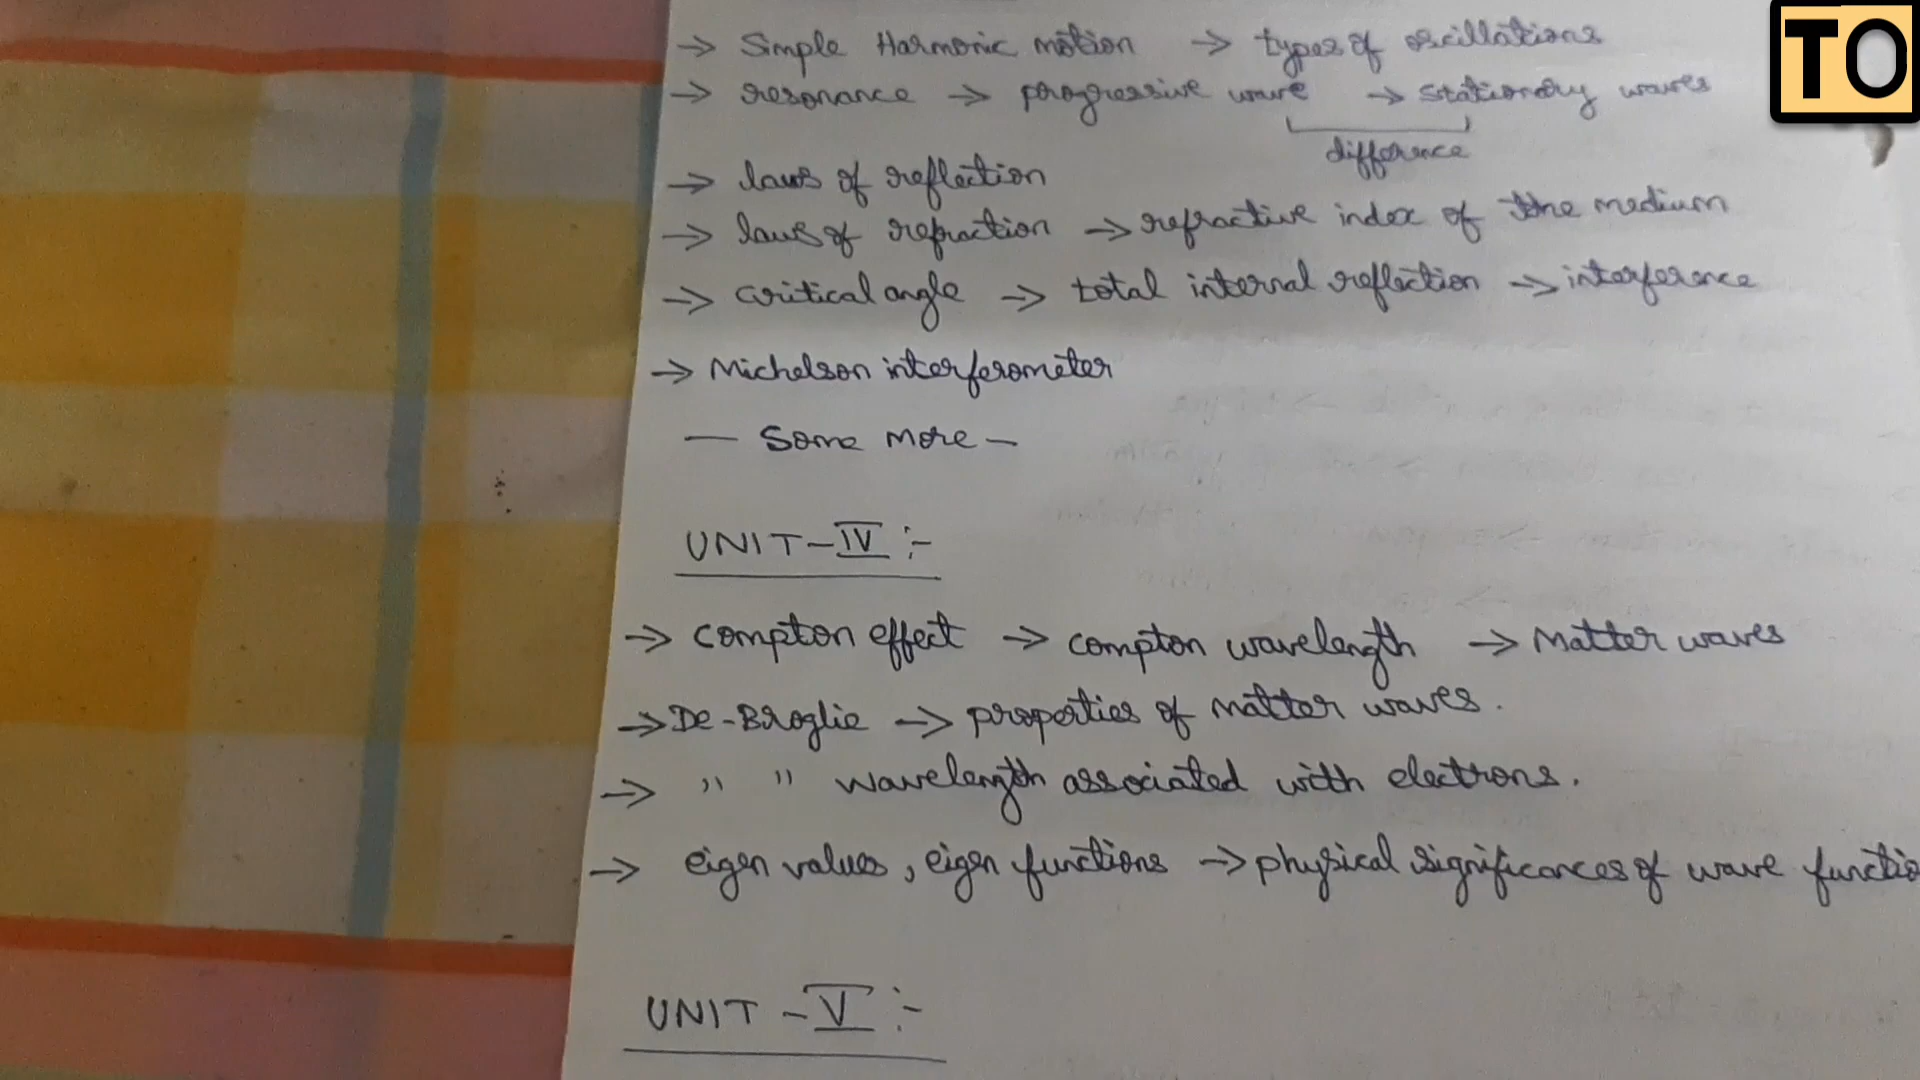 TO
→ Simple Harmonic motion → types of oscillations
→ resonance → progressive wave → stationary waves
difference
→ laws of reflection
→ laws of refraction → refractive index of the medium
→ critical angle → total internal reflection → interference
→ Michelson interferometer
— Some more —
UNIT - IV :-
→ compton effect → compton wavelength → Matter waves
→ De-Broglie → properties of matter waves.
→ " " wavelength associated with electrons.
→ eigen values, eigen functions → physical significances of wave functio
UNIT - V :-